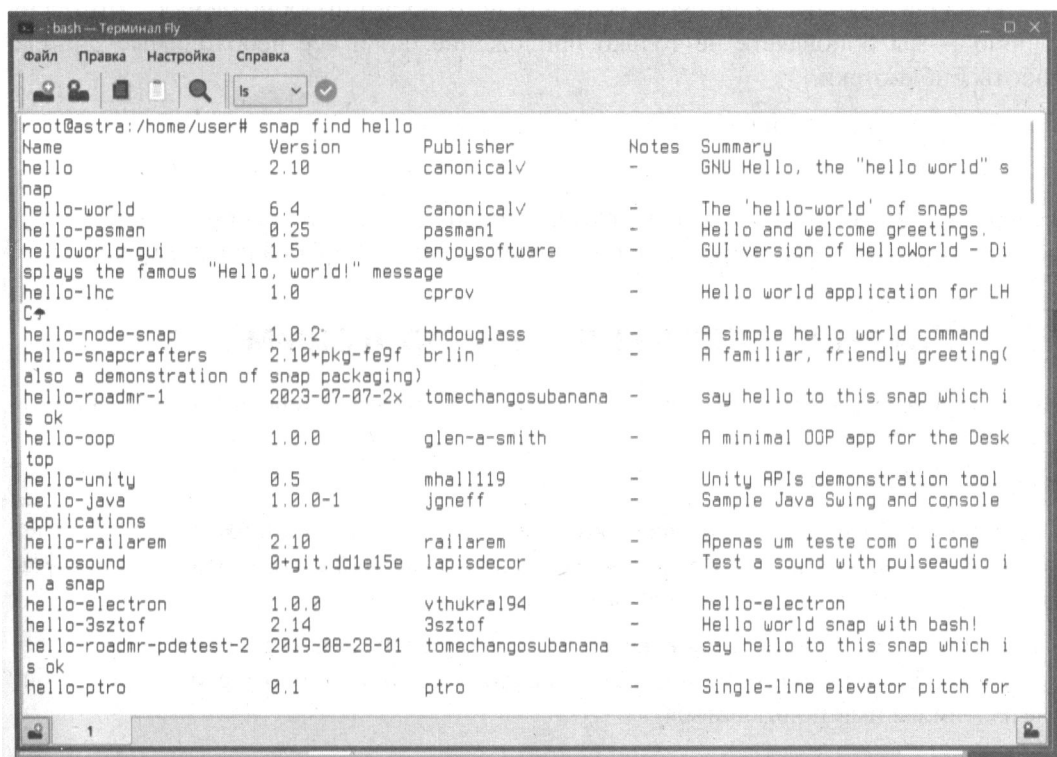 - : bash — Терминал Fly
Файл Правка Настройка Справка
ls
root@astra:/home/user# snap find hello
Name Version Publisher Notes Summary
hello 2.10 canonical√ – GNU Hello, the "hello world" s
nap
hello-world 6.4 canonical√ – The 'hello-world' of snaps
hello-pasman 0.25 pasman1 – Hello and welcome greetings.
helloworld-gui 1.5 enjoysoftware – GUI version of HelloWorld - Di
splays the famous "Hello, world!" message
hello-lhc 1.0 cprov – Hello world application for LH
C☂
hello-node-snap 1.0.2 bhdouglass – A simple hello world command
hello-snapcrafters 2.10+pkg-fe9f brlin – A familiar, friendly greeting(
also a demonstration of snap packaging)
hello-roadmr-1 2023-07-07-2x tomechangosubanana – say hello to this snap which i
s ok
hello-oop 1.0.0 glen-a-smith – A minimal OOP app for the Desk
top
hello-unity 0.5 mhall119 – Unity APIs demonstration tool
hello-java 1.0.0-1 jgneff – Sample Java Swing and console
applications
hello-railarem 2.10 railarem – Apenas um teste com o icone
hellosound 0+git.dd1e15e lapisdecor – Test a sound with pulseaudio i
n a snap
hello-electron 1.0.0 vthukral94 – hello-electron
hello-3sztof 2.14 3sztof – Hello world snap with bash!
hello-roadmr-pdetest-2 2019-08-28-01 tomechangosubanana – say hello to this snap which i
s ok
hello-ptro 0.1 ptro – Single-line elevator pitch for
1